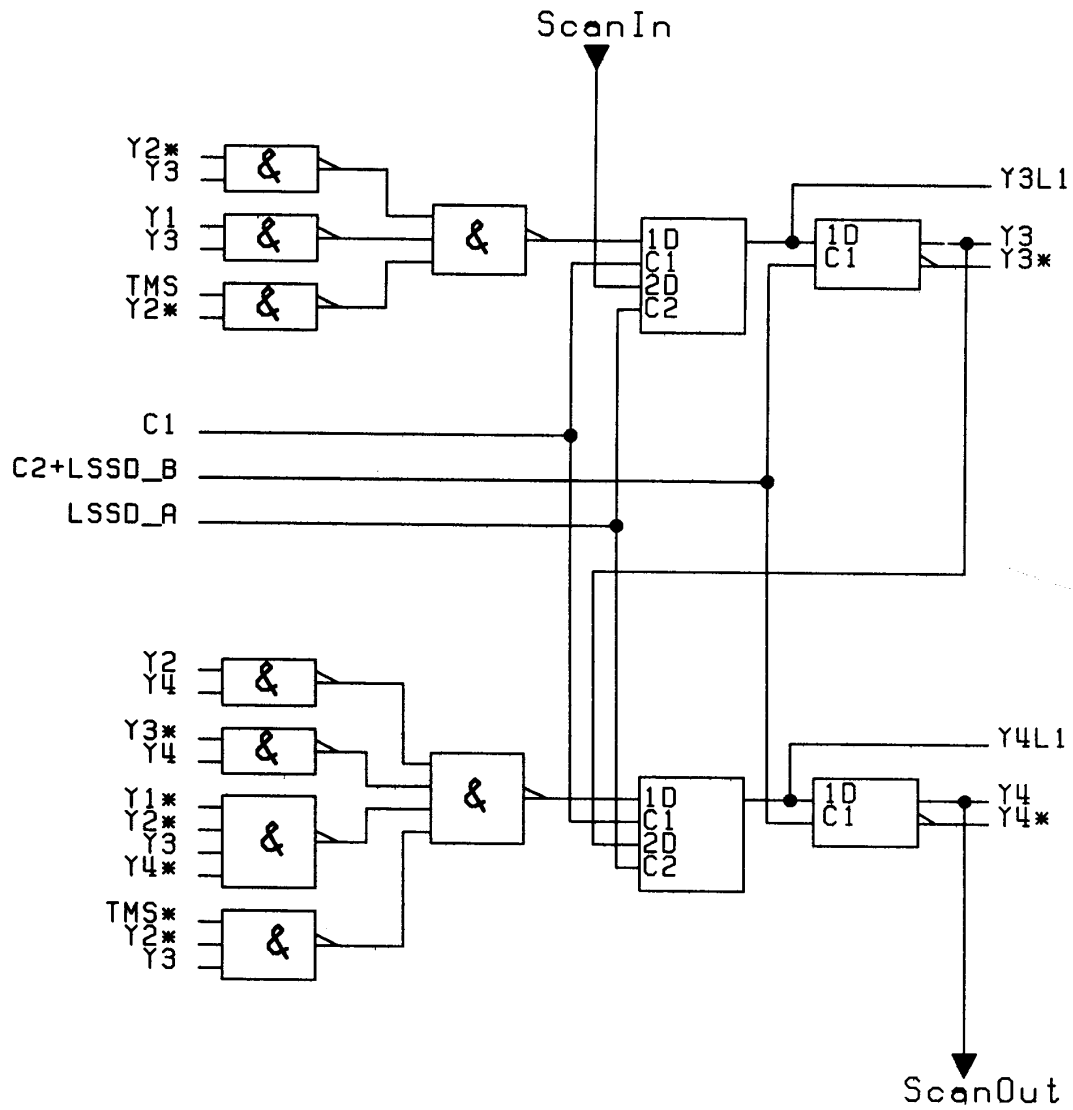 ScanIn
Y2*
Y3
&
Y1
Y3
&
TMS
Y2*
&
&
1D
C1
2D
C2
1D
C1
Y3L1
Y3
Y3*
C1
C2+LSSD_B
LSSD_A
Y2
Y4
&
Y3*
Y4
&
Y1*
Y2*
Y3
Y4*
&
TMS*
Y2*
Y3
&
&
1D
C1
2D
C2
1D
C1
Y4L1
Y4
Y4*
ScanOut